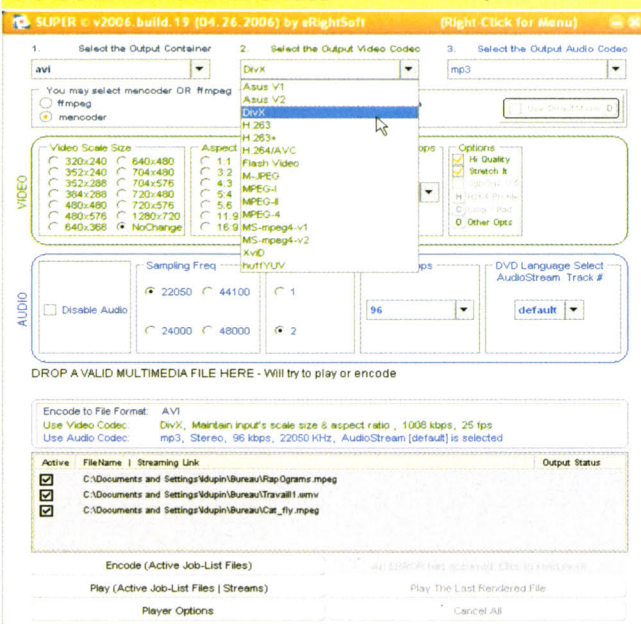 SUPER © v2006.build.19 (04.26.2006) by eRightSoft (Right-Click for Menu)
1. Select the Output Container 2. Select the Output Video Codec 3. Select the Output Audio Codec
avi DivX mp3
You may select mencoder OR ffmpeg
ffmpeg
mencoder
Asus V1
Asus V2
DivX
H.263
H.263+
H.264/AVC
Flash Video
M-JPEG
MPEG-I
MPEG-II
MPEG-4
MS-mpeg4-v1
MS-mpeg4-v2
XviD
huffYUV
VIDEO
Video Scale Size
320x240 640x480
352x240 704x480
352x288 704x576
384x288 720x480
480x480 720x576
480x576 1280x720
640x368 NoChange
Aspect
1:1
3:2
4:3
5:4
5.6
11.9
16:9
Options
Hi Quality
Stretch It
Other Opts
AUDIO
Disable Audio
Sampling Freq
22050 44100
24000 48000
1
2
96
DVD Language Select
AudioStream Track #
default
DROP A VALID MULTIMEDIA FILE HERE - Will try to play or encode
Encode to File Format: AVI
Use Video Codec: DivX, Maintain input's scale size & aspect ratio , 1008 kbps, 25 fps
Use Audio Codec: mp3, Stereo, 96 kbps, 22050 KHz, AudioStream [default] is selected
Active FileName | Streaming Link Output Status
C:\Documents and Settings\ldupin\Bureau\RapOgrams.mpeg
C:\Documents and Settings\ldupin\Bureau\Travaill1.wmv
C:\Documents and Settings\ldupin\Bureau\Cat_fly.mpeg
Encode (Active Job-List Files)
Play (Active Job-List Files | Streams) Play The Last Rendered File
Player Options Cancel All